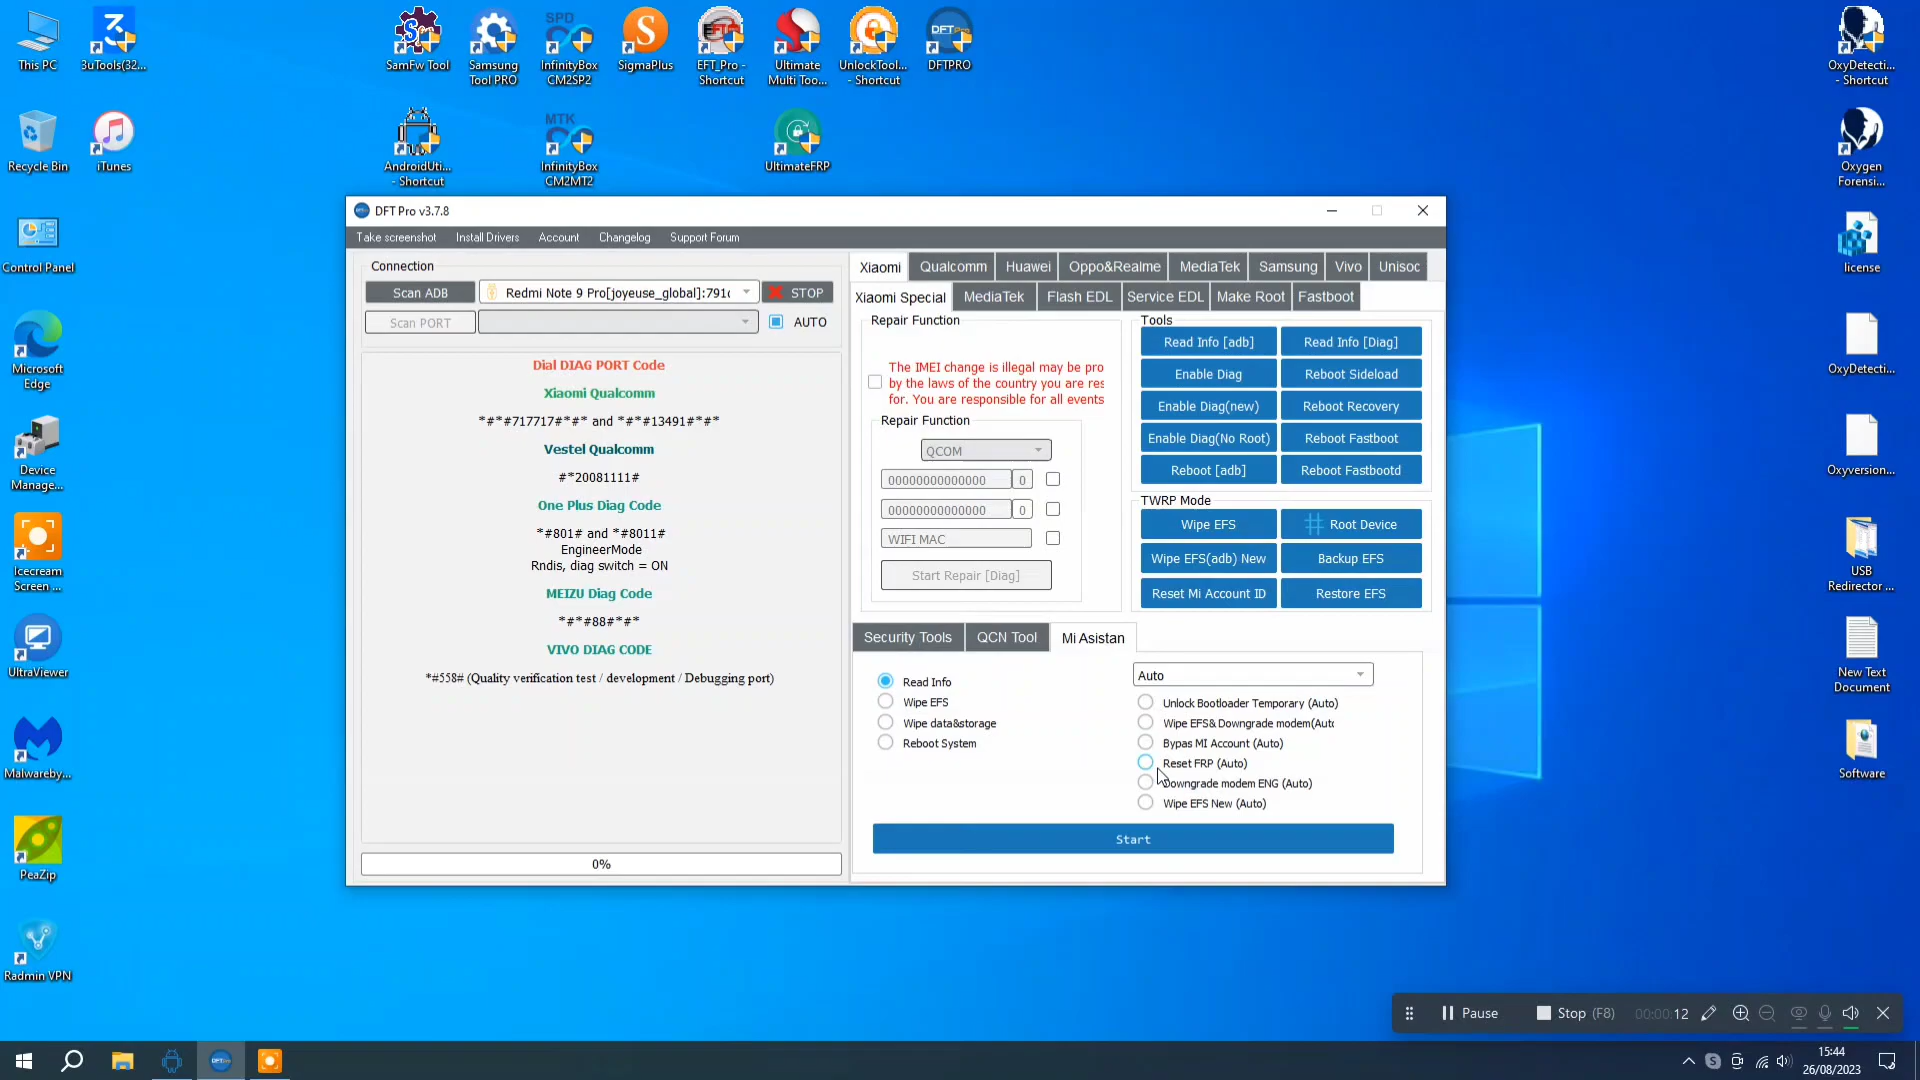 This PC
3uTools(32...
SamFw Tool
Samsung
Tool PRO
SPD
InfinityBox
CM2SP2
SigmaPlus
EFT_Pro -
Shortcut
Ultimate
Multi Too...
UnlockTool...
- Shortcut
DFTPRO
OxyDetecti...
- Shortcut
Recycle Bin
iTunes
AndroidUti...
- Shortcut
MTK
InfinityBox
CM2MT2
UltimateFRP
Oxygen
Forensi...
Control Panel
license
Microsoft
Edge
OxyDetecti...
Device
Manage...
Oxyversion...
Icecream
Screen ...
USB
Redirector ...
UltraViewer
New Text
Document
Malwareby...
Software
PeaZip
Radmin VPN
DFT Pro v3.7.8
Take screenshot
Install Drivers
Account
Changelog
Support Forum
Connection
Scan ADB
Redmi Note 9 Pro[joyeuse_global]:791
STOP
Scan PORT
AUTO
Dial DIAG PORT Code
Xiaomi Qualcomm
*#*#717717#*#* and *#*#13491#*#*
Vestel Qualcomm
#*20081111#
One Plus Diag Code
*#801# and *#8011#
EngineerMode
Rndis, diag switch = ON
MEIZU Diag Code
*#*#88#*#*
VIVO DIAG CODE
*#558# (Quality verification test / development / Debugging port)
0%
Xiaomi
Qualcomm
Huawei
Oppo&Realme
MediaTek
Samsung
Vivo
Unisoc
Xiaomi Special
MediaTek
Flash EDL
Service EDL
Make Root
Fastboot
Repair Function
The IMEI change is illegal may be pro
by the laws of the country you are res
for. You are responsible for all events
Repair Function
QCOM
00000000000000
0
00000000000000
0
WIFI MAC
Start Repair [Diag]
Tools
Read Info [adb]
Read Info [Diag]
Enable Diag
Reboot Sideload
Enable Diag(new)
Reboot Recovery
Enable Diag(No Root)
Reboot Fastboot
Reboot [adb]
Reboot Fastbootd
TWRP Mode
Wipe EFS
Root Device
Wipe EFS(adb) New
Backup EFS
Reset Mi Account ID
Restore EFS
Security Tools
QCN Tool
Mi Asistan
Read Info
Wipe EFS
Wipe data&storage
Reboot System
Auto
Unlock Bootloader Temporary (Auto)
Wipe EFS& Downgrade modem(Auto
Bypas MI Account (Auto)
Reset FRP (Auto)
Downgrade modem ENG (Auto)
Wipe EFS New (Auto)
Start
Pause
Stop (F8)
00:00:12
15:44
26/08/2023